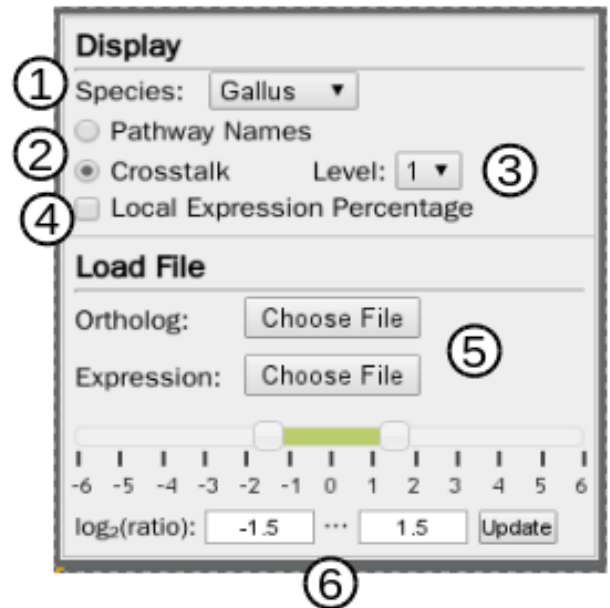 Display
① Species: Gallus ▼
Pathway Names
② Crosstalk Level: 1 ▼ ③
④ Local Expression Percentage
Load File
Ortholog: Choose File
⑤
Expression: Choose File
-6 -5 -4 -3 -2 -1 0 1 2 3 4 5 6
log₂(ratio): -1.5 ··· 1.5 Update
⑥